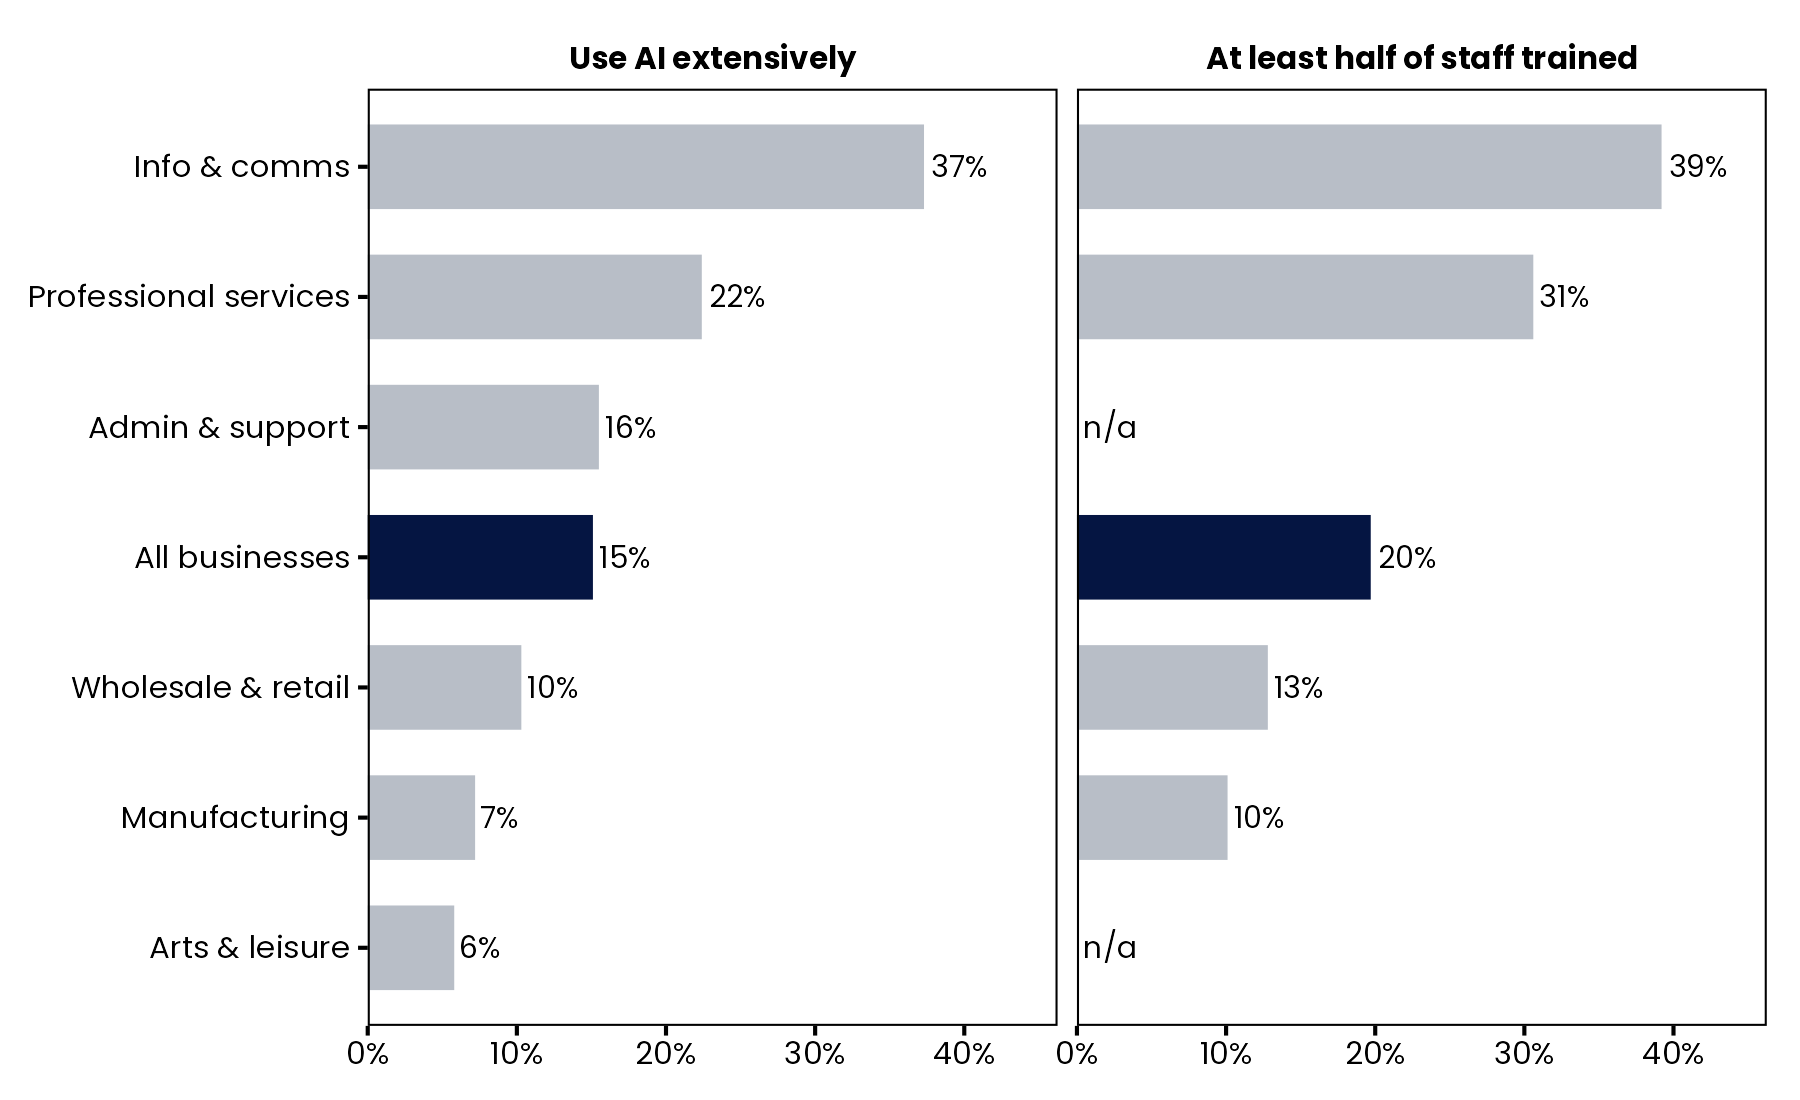 Use AI extensively
At least half of staff trained
Info & comms
37%
39%
Professional services
22%
31%
Admin & support
16%
n/a
All businesses
15%
20%
Wholesale & retail
10%
13%
Manufacturing
7%
10%
Arts & leisure
6%
n/a
0% 10% 20% 30% 40%
0% 10% 20% 30% 40%